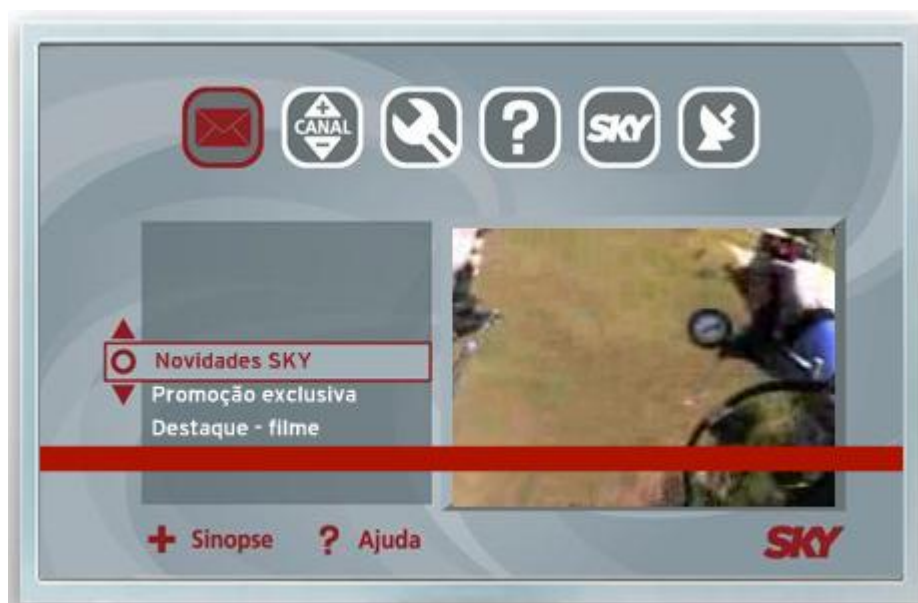 +
CANAL
-
?
SKY
Novidades SKY
Promoção exclusiva
Destaque - filme
+ Sinopse ? Ajuda
SKY